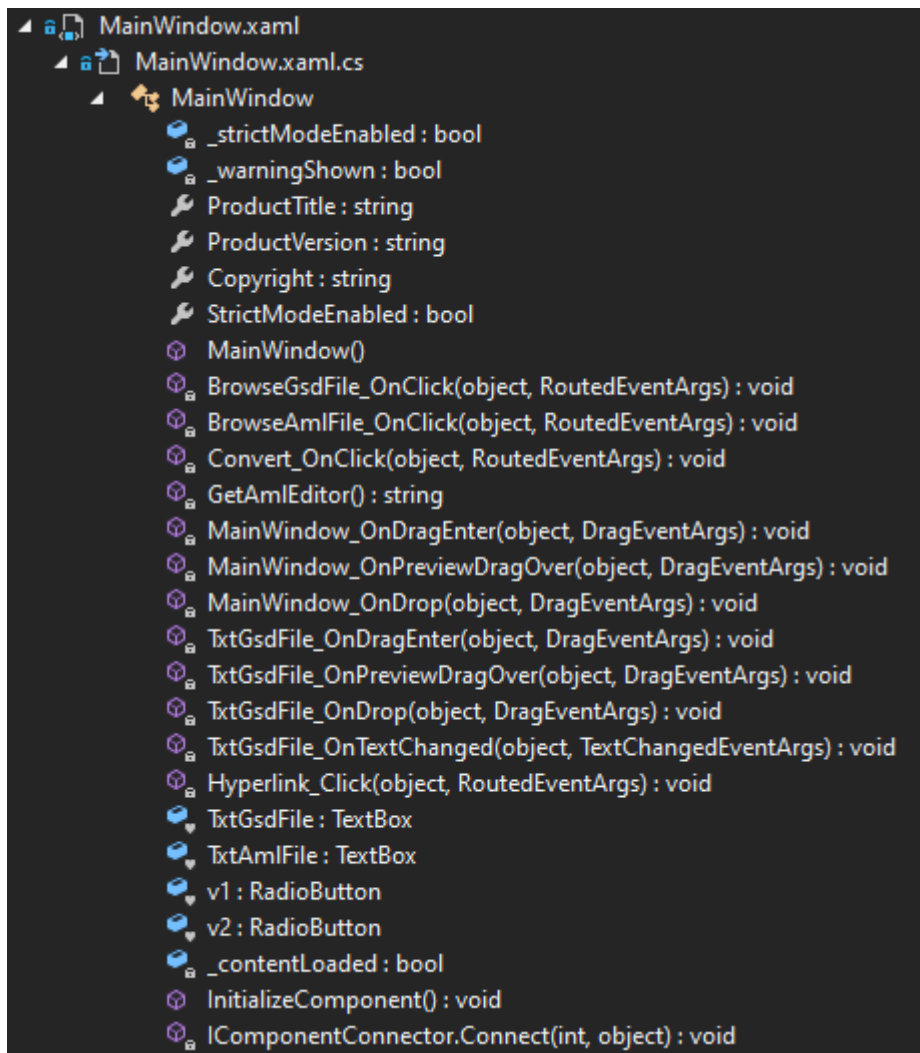 MainWindow.xaml
MainWindow.xaml.cs
MainWindow
_strictModeEnabled : bool
_warningShown : bool
ProductTitle : string
ProductVersion : string
Copyright : string
StrictModeEnabled : bool
MainWindow()
BrowseGsdFile_OnClick(object, RoutedEventArgs) : void
BrowseAmlFile_OnClick(object, RoutedEventArgs) : void
Convert_OnClick(object, RoutedEventArgs) : void
GetAmlEditor() : string
MainWindow_OnDragEnter(object, DragEventArgs) : void
MainWindow_OnPreviewDragOver(object, DragEventArgs) : void
MainWindow_OnDrop(object, DragEventArgs) : void
TxtGsdFile_OnDragEnter(object, DragEventArgs) : void
TxtGsdFile_OnPreviewDragOver(object, DragEventArgs) : void
TxtGsdFile_OnDrop(object, DragEventArgs) : void
TxtGsdFile_OnTextChanged(object, TextChangedEventArgs) : void
Hyperlink_Click(object, RoutedEventArgs) : void
TxtGsdFile : TextBox
TxtAmlFile : TextBox
v1 : RadioButton
v2 : RadioButton
_contentLoaded : bool
InitializeComponent() : void
IComponentConnector.Connect(int, object) : void